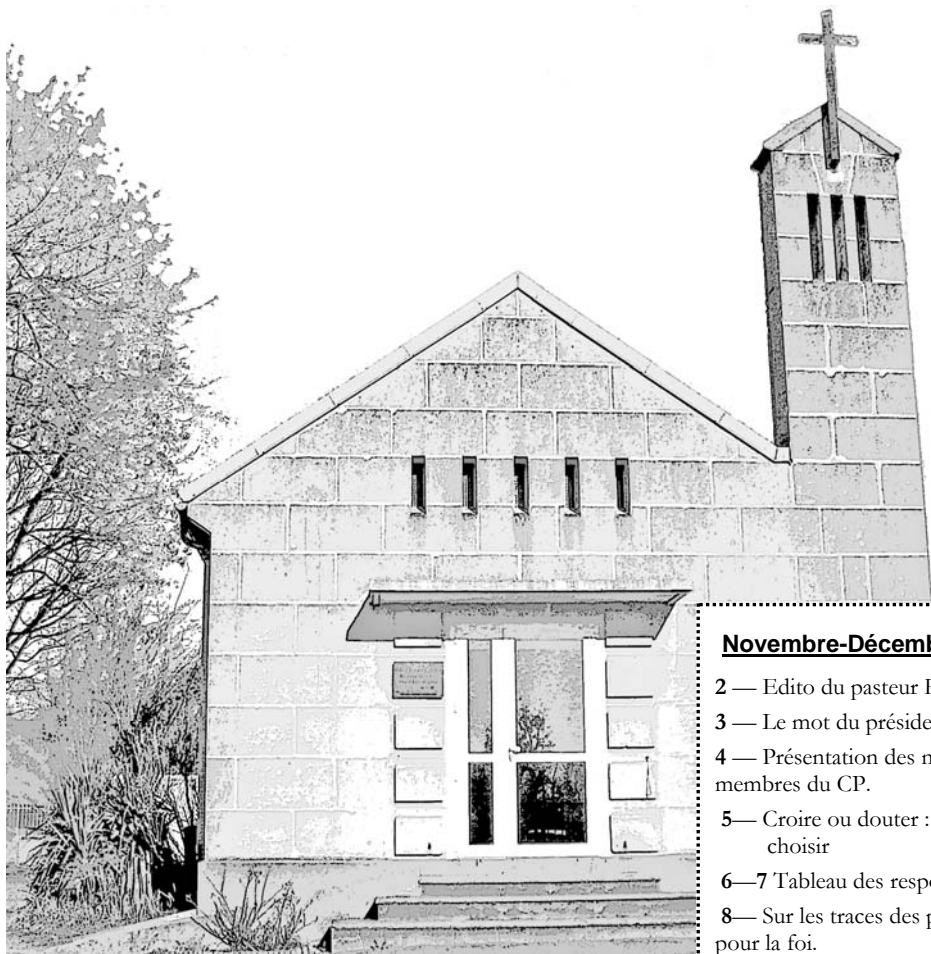 Novembre-Décemb
2 — Edito du pasteur
3 — Le mot du préside
4 — Présentation des
membres du CP.
5— Croire ou douter :
choisir
6—7 Tableau des resp
8— Sur les traces des
pour la foi.